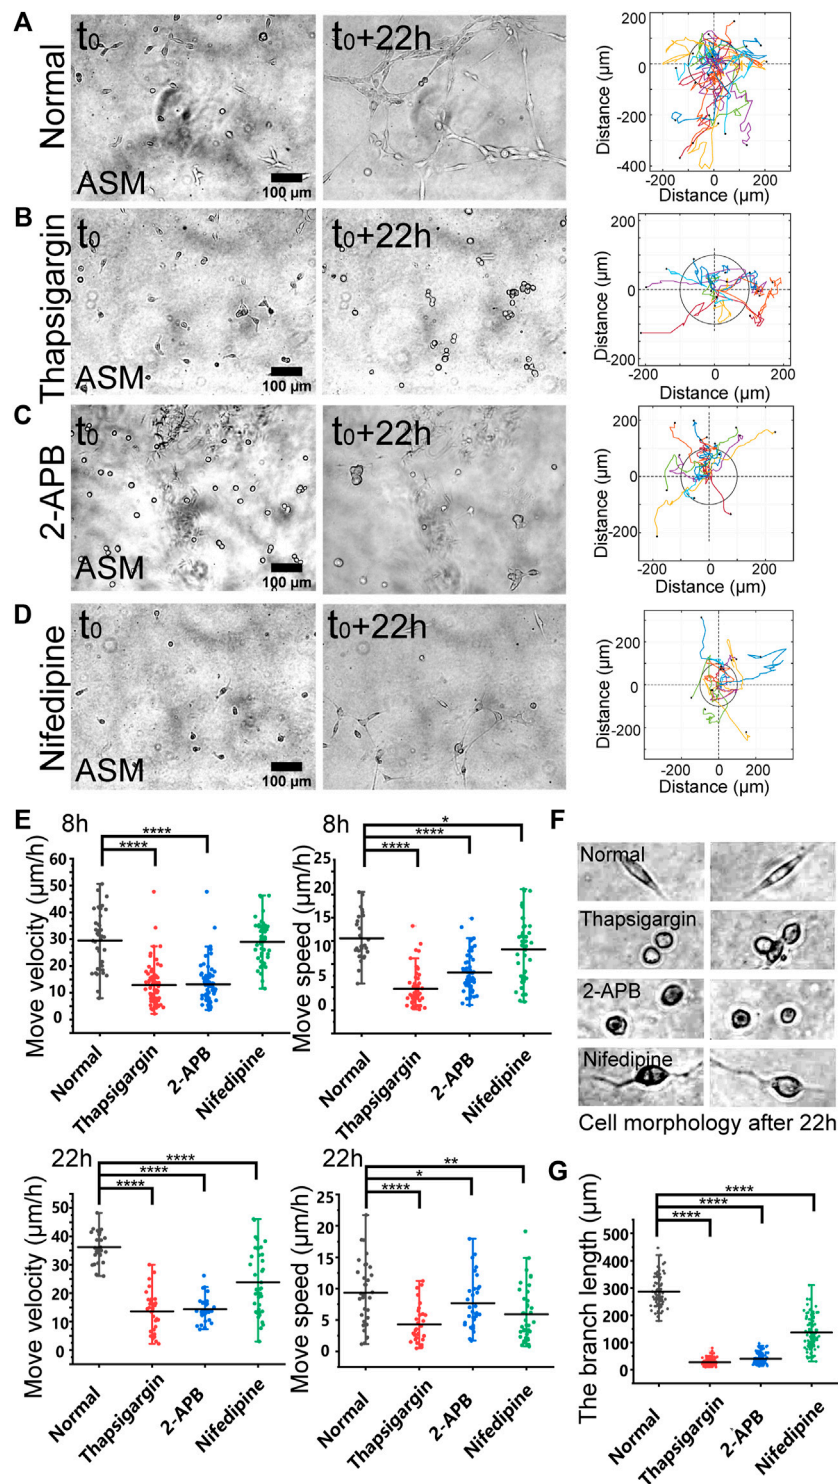 A
Normal
t0
ASM
100 μm
t0+22h
Distance (μm)
200
0
-200
-400
-200 0 200
Distance (μm)
B
Thapsigargin
t0
ASM
100 μm
t0+22h
Distance (μm)
200
0
-200
-200 0 200
Distance (μm)
C
2-APB
t0
ASM
100 μm
t0+22h
Distance (μm)
200
0
-200
-200 0 200
Distance (μm)
D
Nifedipine
t0
ASM
100 μm
t0+22h
Distance (μm)
200
0
-200
-200 0 200
Distance (μm)
E
8h
****
****
Move velocity (μm/h)
60
50
40
30
20
10
0
Normal
Thapsigargin
2-APB
Nifedipine
*
****
****
Move speed (μm/h)
25
20
15
10
5
0
Normal
Thapsigargin
2-APB
Nifedipine
F
Normal
Thapsigargin
2-APB
Nifedipine
Cell morphology after 22h
22h
****
****
****
Move velocity (μm/h)
50
40
30
20
10
0
Normal
Thapsigargin
2-APB
Nifedipine
22h
**
*
****
Move speed (μm/h)
25
20
15
10
5
0
Normal
Thapsigargin
2-APB
Nifedipine
G
****
****
****
The branch length (μm)
500
400
300
200
100
0
Normal
Thapsigargin
2-APB
Nifedipine